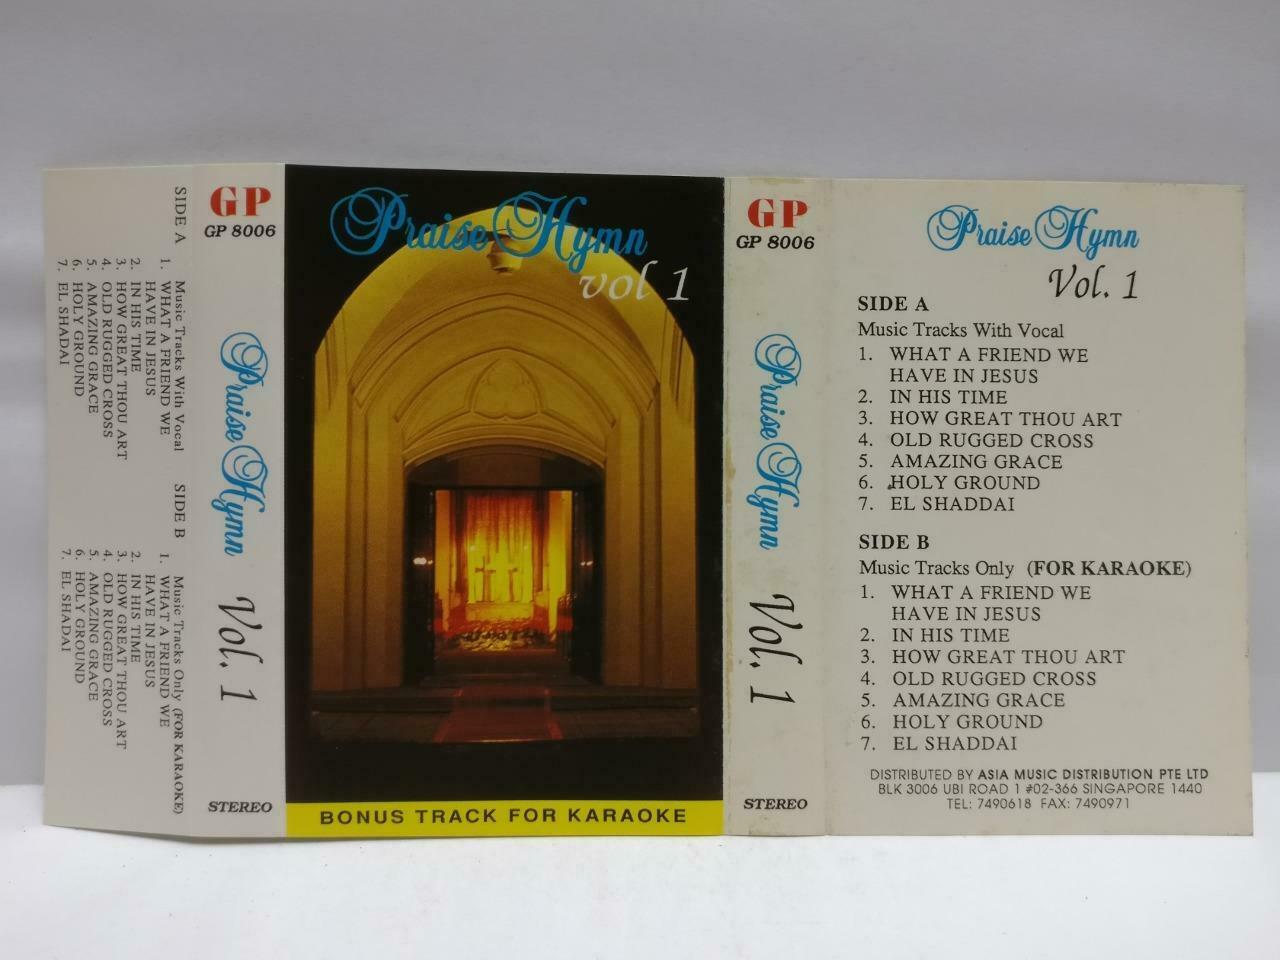 SIDE A
Music Tracks With Vocal
1. WHAT A FRIEND WE
HAVE IN JESUS
2. IN HIS TIME
3. HOW GREAT THOU ART
4. OLD RUGGED CROSS
5. AMAZING GRACE
6. HOLY GROUND
7. EL SHADAI
SIDE B
Music Tracks Only (FOR KARAOKE)
1. WHAT A FRIEND WE
HAVE IN JESUS
2. IN HIS TIME
3. HOW GREAT THOU ART
4. OLD RUGGED CROSS
5. AMAZING GRACE
6. HOLY GROUND
7. EL SHADAI
GP
GP 8006
Praise Hymn Vol. 1
STEREO
Praise Hymn
vol 1
BONUS TRACK FOR KARAOKE
GP
GP 8006
Praise Hymn Vol. 1
STEREO
Praise Hymn
Vol. 1
SIDE A
Music Tracks With Vocal
1. WHAT A FRIEND WE
HAVE IN JESUS
2. IN HIS TIME
3. HOW GREAT THOU ART
4. OLD RUGGED CROSS
5. AMAZING GRACE
6. HOLY GROUND
7. EL SHADDAI
SIDE B
Music Tracks Only (FOR KARAOKE)
1. WHAT A FRIEND WE
HAVE IN JESUS
2. IN HIS TIME
3. HOW GREAT THOU ART
4. OLD RUGGED CROSS
5. AMAZING GRACE
6. HOLY GROUND
7. EL SHADDAI
DISTRIBUTED BY ASIA MUSIC DISTRIBUTION PTE LTD
BLK 3006 UBI ROAD 1 #02-366 SINGAPORE 1440
TEL: 7490618 FAX: 7490971